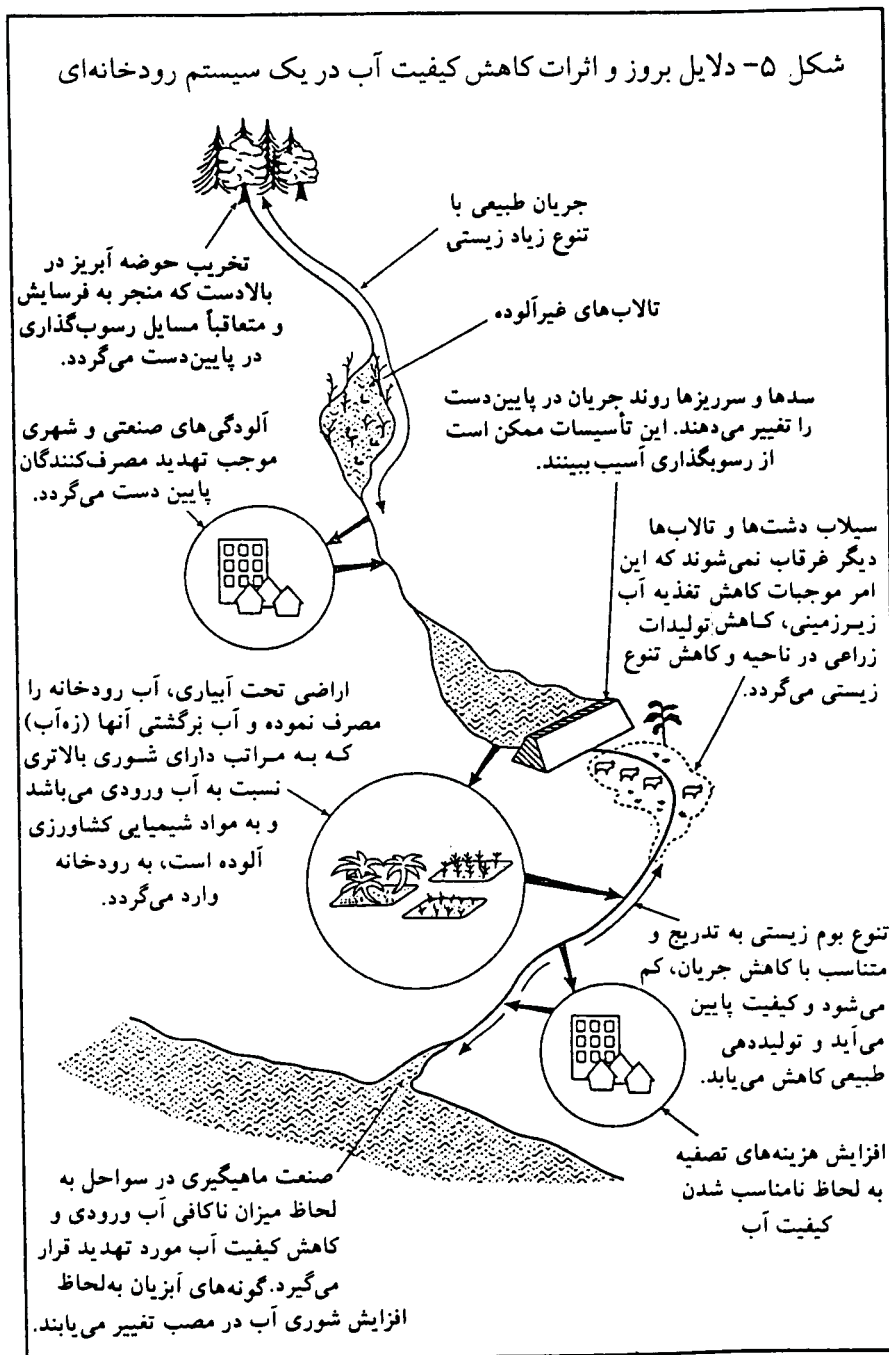 شکل ۵- دلایل بروز و اثرات کاهش کیفیت آب در یک سیستم رودخانه‌ای
جریان طبیعی با
تنوع زیاد زیستی
تخریب حوضه آبریز در
بالادست که منجر به فرسایش
و متعاقباً مسایل رسوب‌گذاری
در پایین‌دست می‌گردد.
تالاب‌های غیرآلوده
سدها و سرریزها روند جریان در پایین‌دست
را تغییر می‌دهند. این تأسیسات ممکن است
از رسوبگذاری آسیب ببینند.
آلودگی‌های صنعتی و شهری
موجب تهدید مصرف‌کنندگان
پایین دست می‌گردد.
سیلاب دشت‌ها و تالاب‌ها
دیگر غرقاب نمی‌شوند که این
امر موجبات کاهش تغذیه آب
زیرزمینی، کاهش تولیدات
زراعی در ناحیه و کاهش تنوع
زیستی می‌گردد.
اراضی تحت آبیاری، آب رودخانه را
مصرف نموده و آب برگشتی آنها (زه‌آب)
که به مراتب دارای شوری بالاتری
نسبت به آب ورودی می‌باشد
و به مواد شیمیایی کشاورزی
آلوده است، به رودخانه
وارد می‌گردد.
تنوع بوم زیستی به تدریج و
متناسب با کاهش جریان، کم
می‌شود و کیفیت پایین
می‌آید و تولیددهی
طبیعی کاهش می‌یابد.
افزایش هزینه‌های تصفیه
به لحاظ نامناسب شدن
کیفیت آب
صنعت ماهیگیری در سواحل به
لحاظ میزان ناکافی آب ورودی و
کاهش کیفیت آب مورد تهدید قرار
می‌گیرد. گونه‌های آبزیان به‌لحاظ
افزایش شوری آب در مصب تغییر می‌یابند.